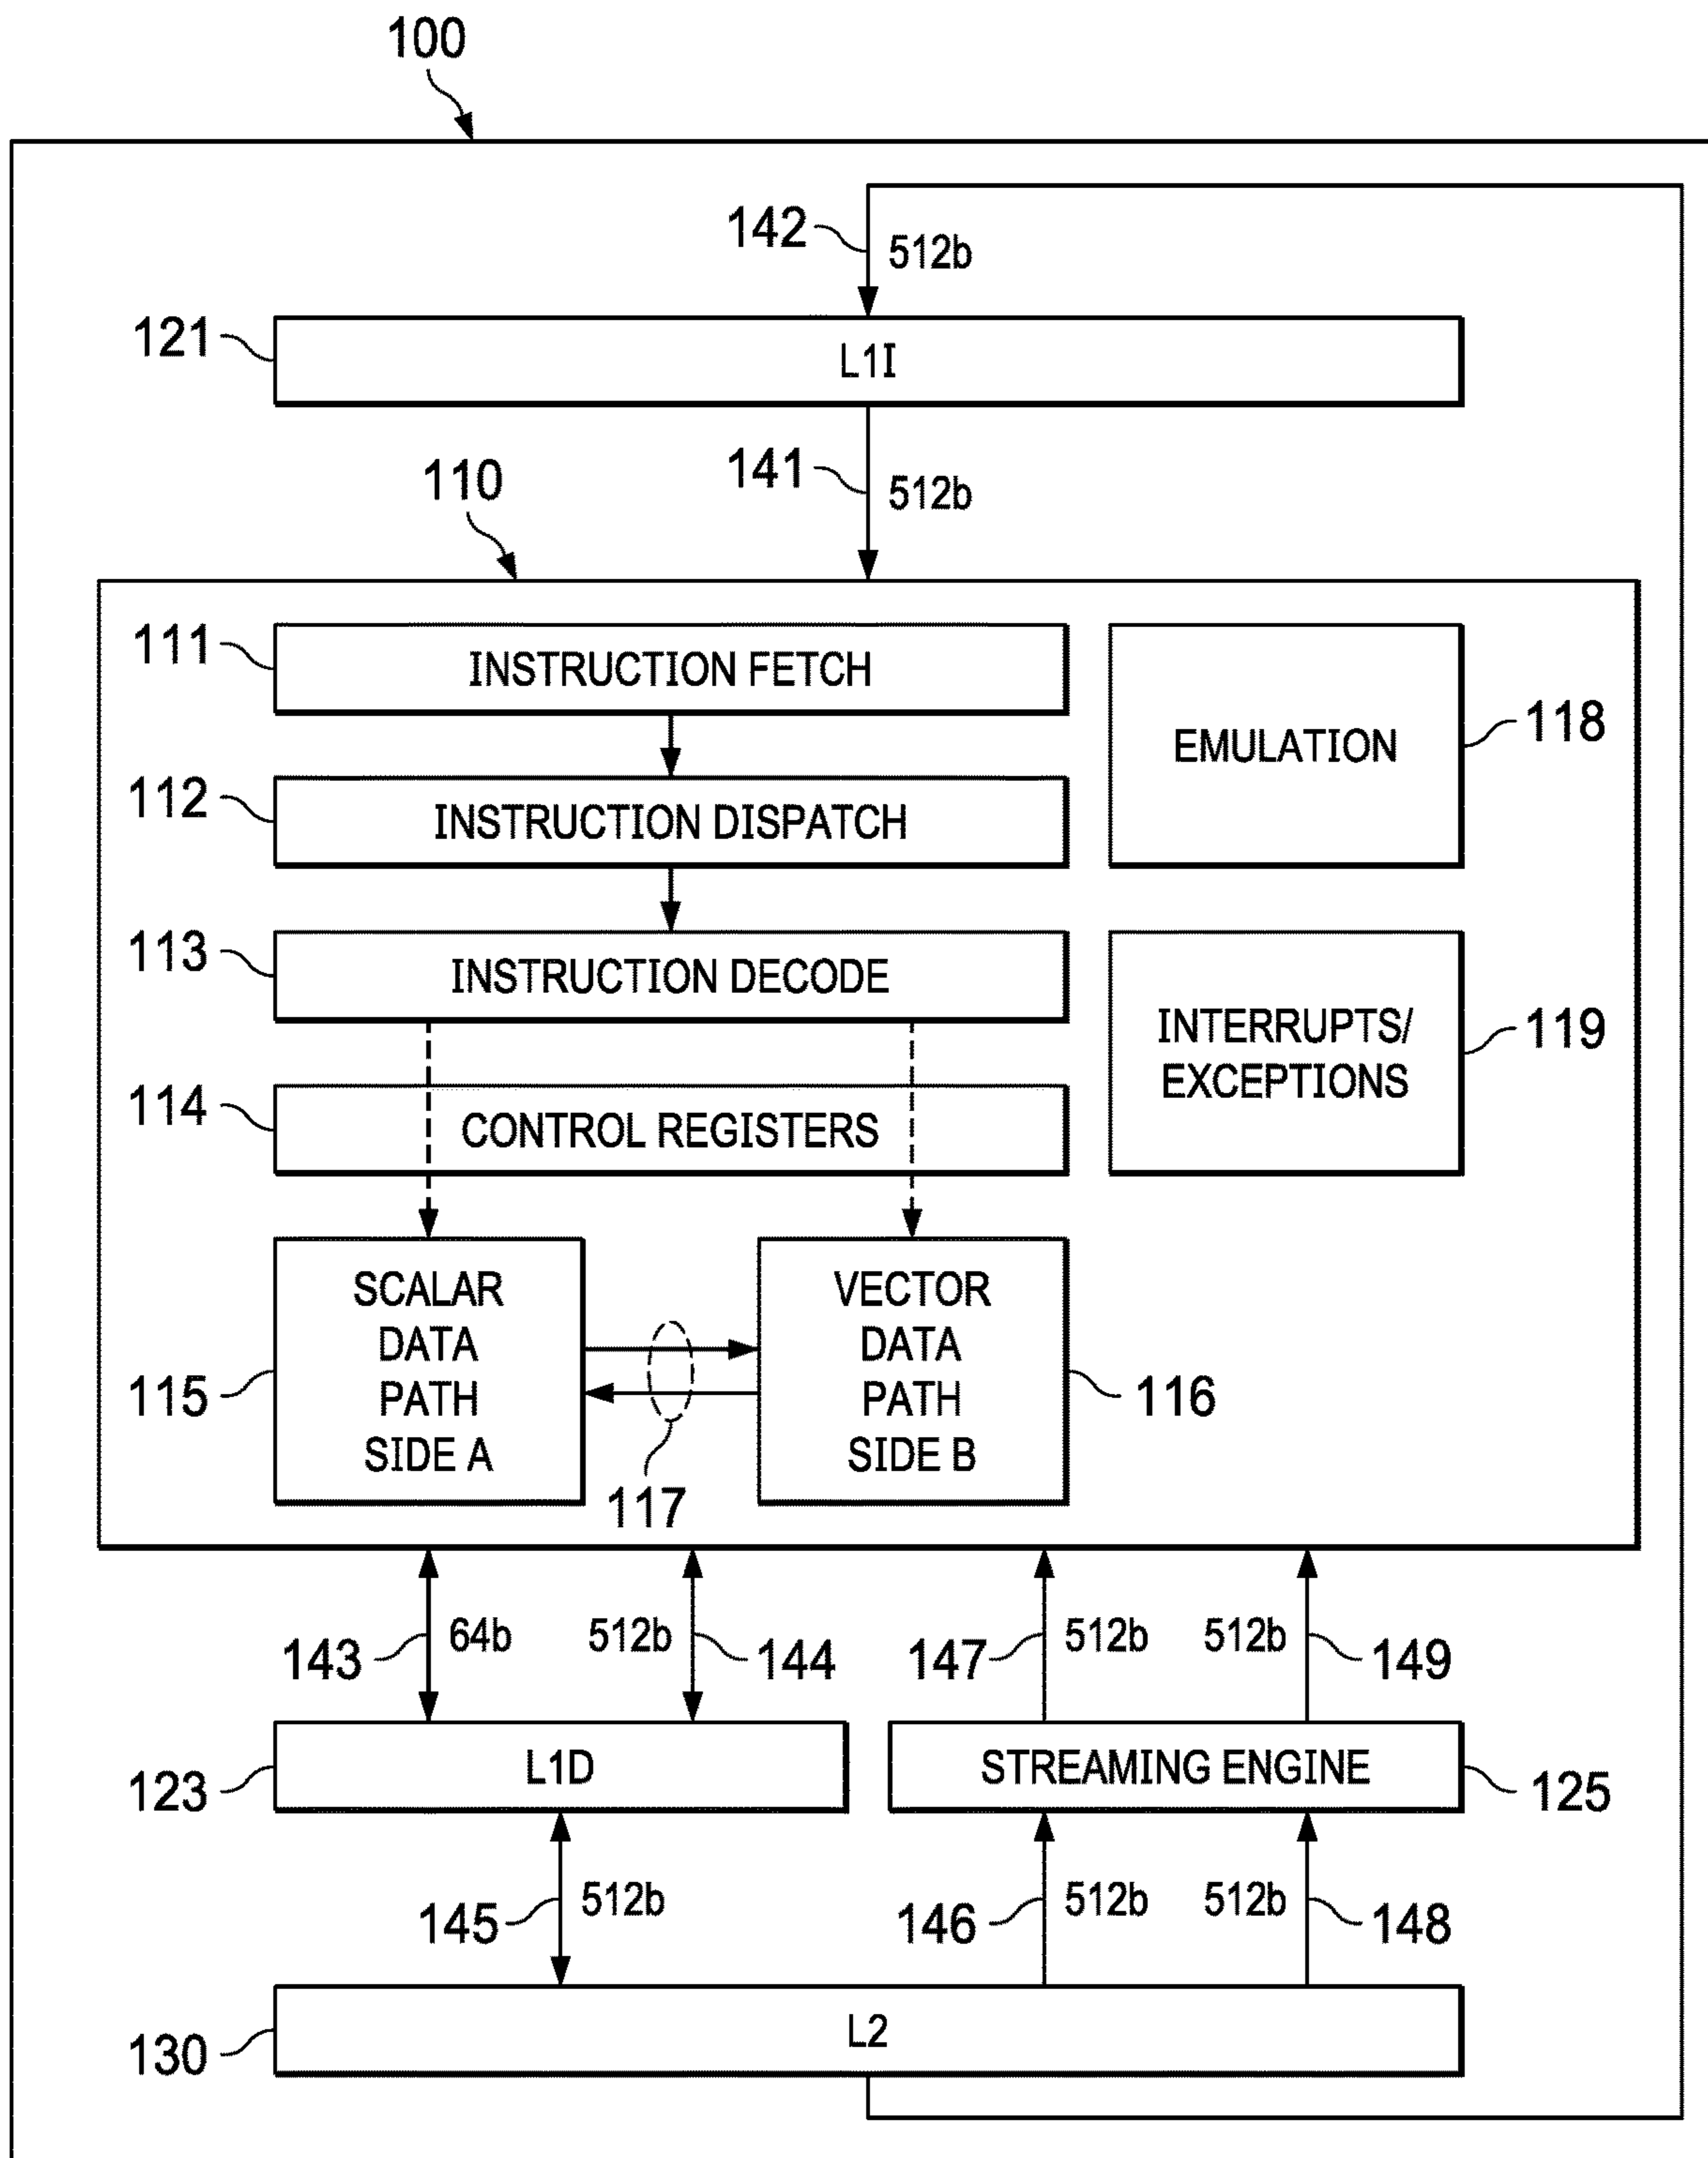 100
142
512b
121
L1I
141
512b
110
111
INSTRUCTION FETCH
118
EMULATION
112
INSTRUCTION DISPATCH
113
INSTRUCTION DECODE
119
INTERRUPTS/
EXCEPTIONS
114
CONTROL REGISTERS
115
SCALAR
DATA
PATH
SIDE A
117
VECTOR
DATA
PATH
SIDE B
116
143
64b
512b
144
147
512b
512b
149
123
L1D
STREAMING ENGINE
125
145
512b
146
512b
512b
148
130
L2